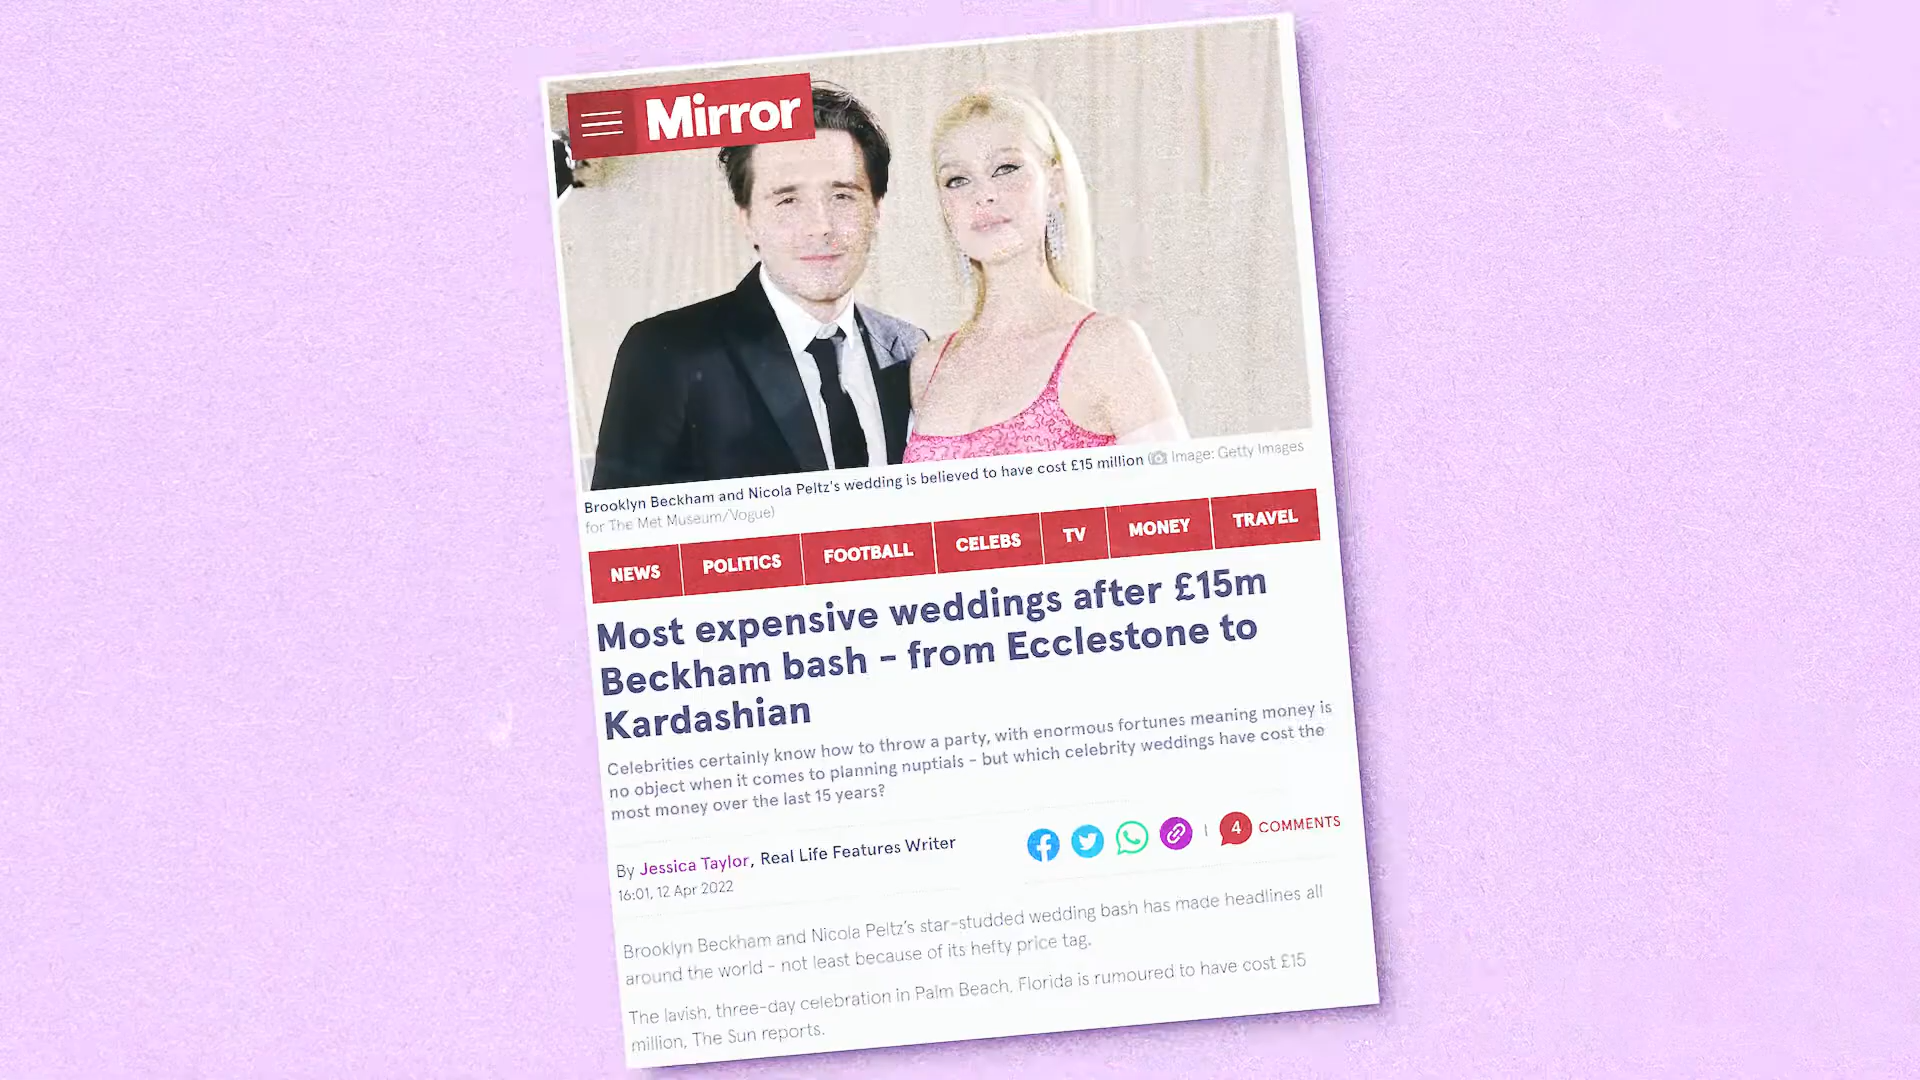 Mirror
Brooklyn Beckham and Nicola Peltz's wedding is believed to have cost £15 million ( Image: Getty Images
for The Met Museum/Vogue)
NEWS POLITICS FOOTBALL CELEBS TV MONEY TRAVEL
Most expensive weddings after £15m
Beckham bash - from Ecclestone to
Kardashian
Celebrities certainly know how to throw a party, with enormous fortunes meaning money is
no object when it comes to planning nuptials - but which celebrity weddings have cost the
most money over the last 15 years?
By Jessica Taylor, Real Life Features Writer
16:01, 12 Apr 2022
4 COMMENTS
Brooklyn Beckham and Nicola Peltz's star-studded wedding bash has made headlines all
around the world - not least because of its hefty price tag.
The lavish, three-day celebration in Palm Beach, Florida is rumoured to have cost £15
million, The Sun reports.